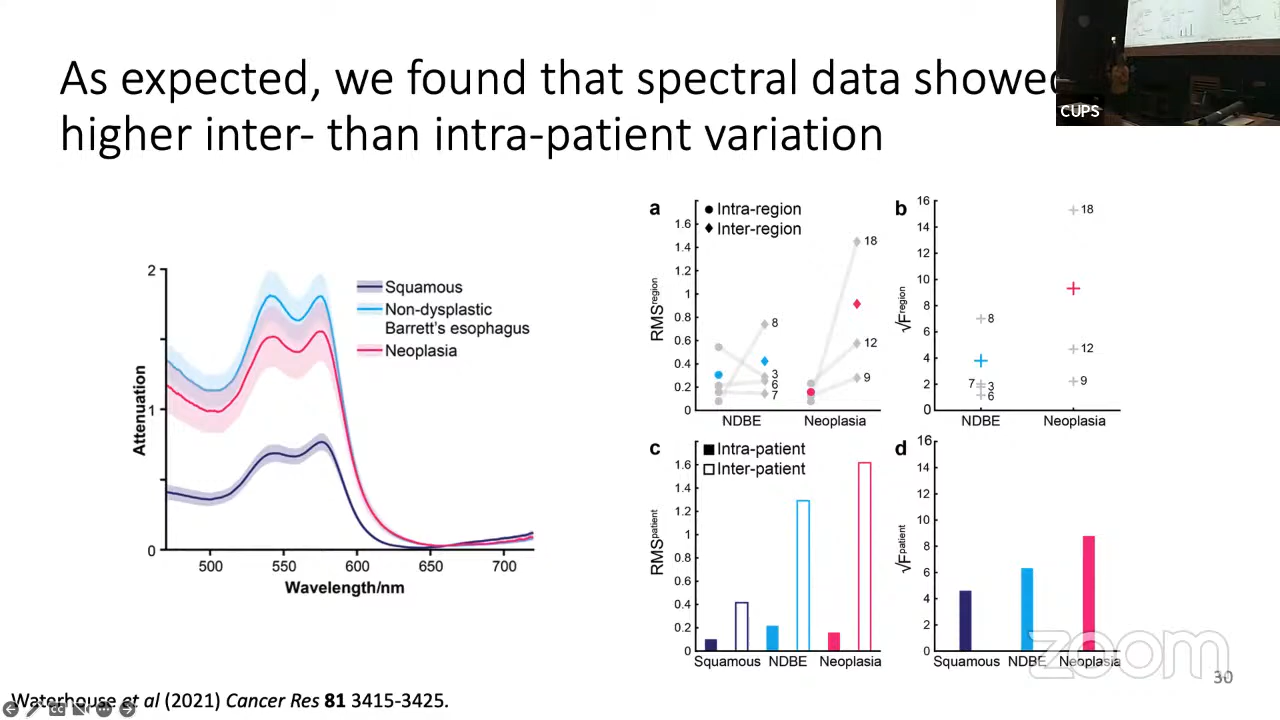 As expected, we found that spectral data showed
higher inter- than intra-patient variation
CUPS
2
1
0
Attenuation
500
550
600
650
700
Wavelength/nm
Squamous
Non-dysplastic
Barrett's esophagus
Neoplasia
a
Intra-region
Inter-region
1.6
1.4
1.2
1
0.8
0.6
0.4
0.2
0
RMSregion
8
3
6
7
18
12
9
NDBE
Neoplasia
b
16
14
12
10
8
6
4
2
0
√Fregion
8
7
3
6
18
12
9
NDBE
Neoplasia
c
Intra-patient
Inter-patient
1.6
1.4
1.2
1
0.8
0.6
0.4
0.2
0
RMSpatient
Squamous
NDBE
Neoplasia
d
16
14
12
10
8
6
4
2
0
√Fpatient
Squamous
NDBE
Neoplasia
zoom
30
Waterhouse et al (2021) Cancer Res 81 3415-3425.